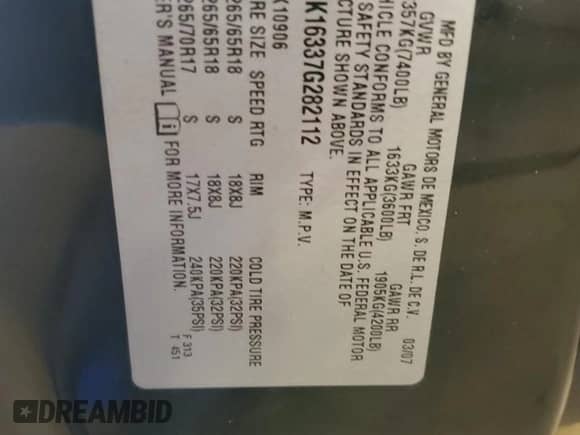 MFD BY GENERAL MOTORS DE MEXICO, S. DE R.L. DE C.V.
03/07
GVWR GAWR FRT GAWR RR
357KG(7400LB) 1633KG(3600LB) 1905KG(4200LB)
HICLE CONFORMS TO ALL APPLICABLE U.S. FEDERAL MOTOR
SAFETY STANDARDS IN EFFECT ON THE DATE OF
CTURE SHOWN ABOVE.
K16337G282112 TYPE: M.P.V.
K10906
RE SIZE SPEED RTG RIM COLD TIRE PRESSURE
265/65R18 S 18X8J 220KPA(32PSI)
265/65R18 S 18X8J 220KPA(32PSI)
265/70R17 S 17X7.5J 240KPA(35PSI)
ER'S MANUAL i FOR MORE INFORMATION.
F 313
T 451
DREAMBID